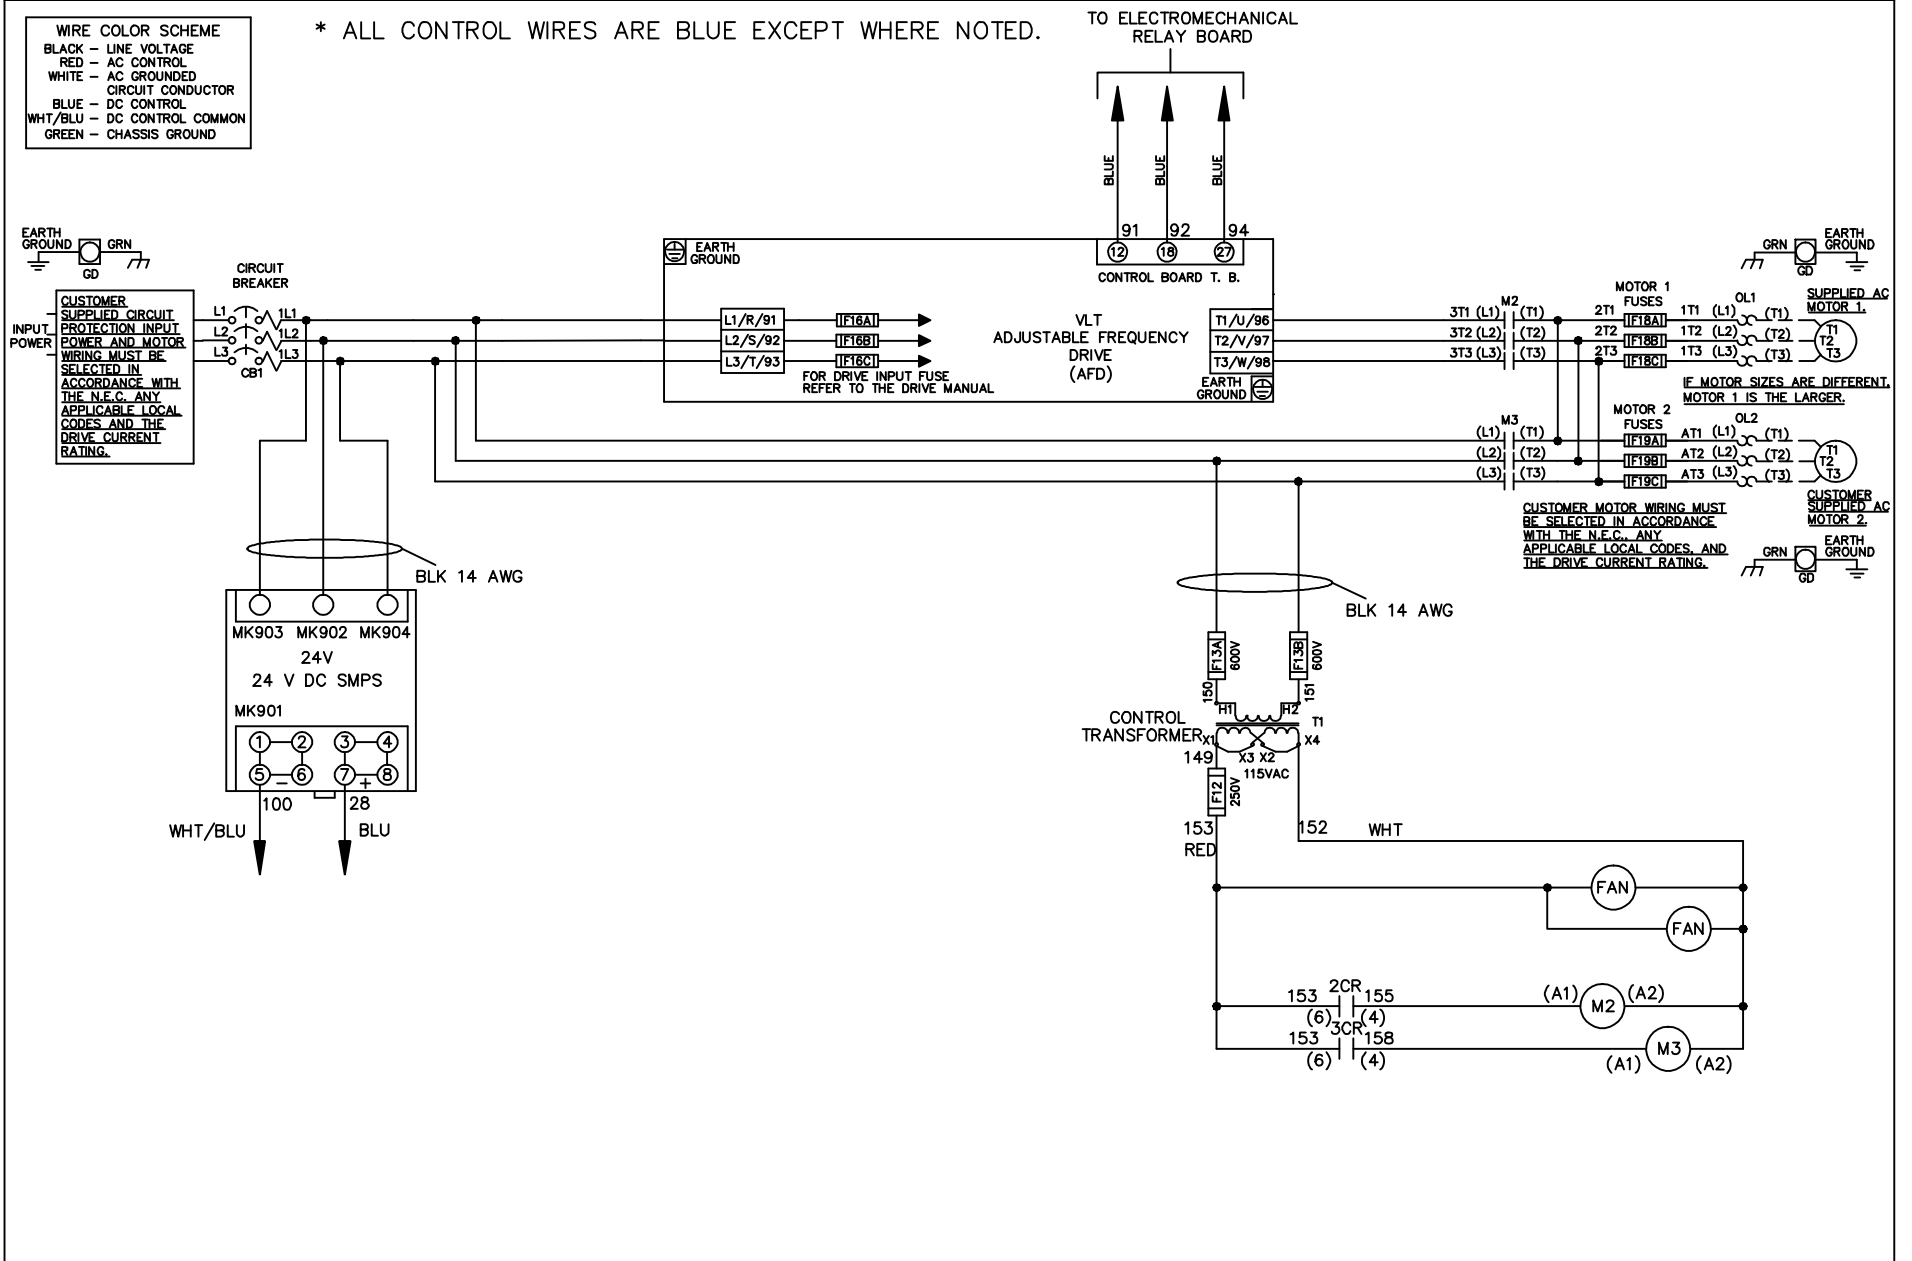 WIRE COLOR SCHEME
BLACK – LINE VOLTAGE
RED – AC CONTROL
WHITE – AC GROUNDED
CIRCUIT CONDUCTOR
BLUE – DC CONTROL
WHT/BLU – DC CONTROL COMMON
GREEN – CHASSIS GROUND
* ALL CONTROL WIRES ARE BLUE EXCEPT WHERE NOTED.
TO ELECTROMECHANICAL
RELAY BOARD
BLUE
BLUE
BLUE
91
92
94
12
18
27
CONTROL BOARD T. B.
EARTH
GROUND
GRN
GD
CIRCUIT
BREAKER
INPUT
POWER
CUSTOMER
SUPPLIED CIRCUIT
PROTECTION INPUT
POWER AND MOTOR
WIRING MUST BE
SELECTED IN
ACCORDANCE WITH
THE N.E.C. ANY
APPLICABLE LOCAL
CODES AND THE
DRIVE CURRENT
RATING.
L1
1L1
L2
1L2
L3
1L3
CB1
EARTH
GROUND
L1/R/91
F16A
L2/S/92
F16B
L3/T/93
F16C
FOR DRIVE INPUT FUSE
REFER TO THE DRIVE MANUAL
VLT
ADJUSTABLE FREQUENCY
DRIVE
(AFD)
T1/U/96
T2/V/97
T3/W/98
EARTH
GROUND
M2
3T1 (L1) (T1)
3T2 (L2) (T2)
3T3 (L3) (T3)
MOTOR 1
FUSES
2T1 F18A 1T1 (L1) (T1)
2T2 F18B 1T2 (L2) (T2)
2T3 F18C 1T3 (L3) (T3)
OL1
GRN
GD
EARTH
GROUND
SUPPLIED AC
MOTOR 1.
T1
T2
T3
IF MOTOR SIZES ARE DIFFERENT,
MOTOR 1 IS THE LARGER.
M3
(L1) (T1)
(L2) (T2)
(L3) (T3)
MOTOR 2
FUSES
F19A AT1 (L1) (T1)
F19B AT2 (L2) (T2)
F19C AT3 (L3) (T3)
OL2
T1
T2
T3
CUSTOMER
SUPPLIED AC
MOTOR 2.
CUSTOMER MOTOR WIRING MUST
BE SELECTED IN ACCORDANCE
WITH THE N.E.C., ANY
APPLICABLE LOCAL CODES, AND
THE DRIVE CURRENT RATING.
GRN
GD
EARTH
GROUND
BLK 14 AWG
MK903 MK902 MK904
24V
24 V DC SMPS
MK901
1 2 3 4
5 – 6 7 + 8
100
28
WHT/BLU
BLU
BLK 14 AWG
F13A
600V
F13B
600V
150
151
H1
H2
T1
CONTROL
TRANSFORMER
X1
X4
X3 X2
149
115VAC
F12
250V
153
RED
152
WHT
FAN
FAN
153 2CR 155
(6) (4)
(A1) M2 (A2)
153 3CR 158
(6) (4)
(A1) M3 (A2)